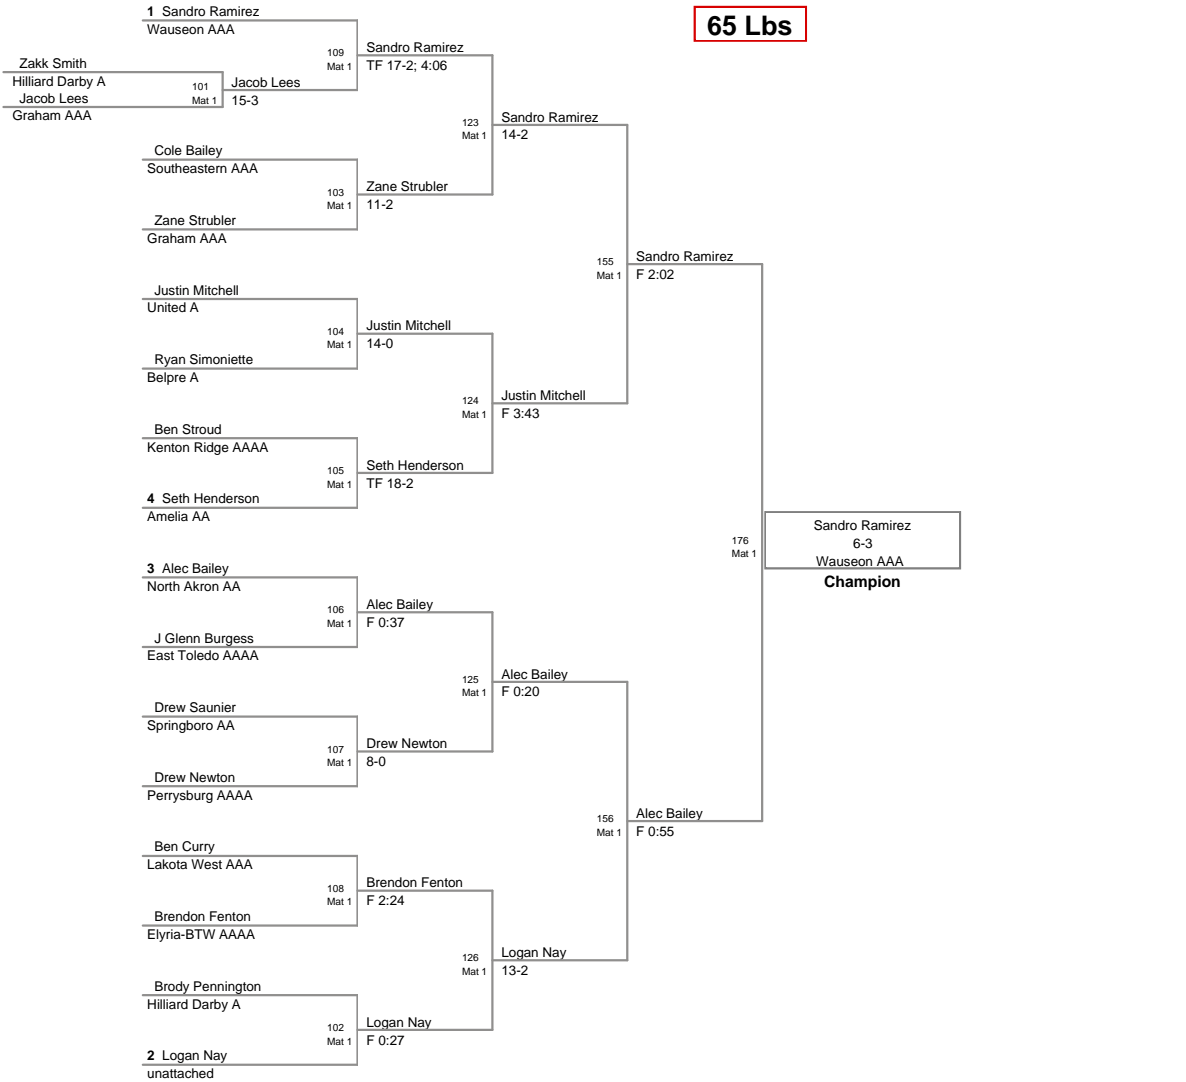 65 Lbs
1 Sandro Ramirez
Wauseon AAA
Zakk Smith
Hilliard Darby A
Jacob Lees
Graham AAA
101
Mat 1
Jacob Lees
15-3
109
Mat 1
Sandro Ramirez
TF 17-2; 4:06
Cole Bailey
Southeastern AAA
Zane Strubler
Graham AAA
103
Mat 1
Zane Strubler
11-2
123
Mat 1
Sandro Ramirez
14-2
Justin Mitchell
United A
Ryan Simoniette
Belpre A
104
Mat 1
Justin Mitchell
14-0
Ben Stroud
Kenton Ridge AAAA
4 Seth Henderson
Amelia AA
105
Mat 1
Seth Henderson
TF 18-2
124
Mat 1
Justin Mitchell
F 3:43
155
Mat 1
Sandro Ramirez
F 2:02
3 Alec Bailey
North Akron AA
J Glenn Burgess
East Toledo AAAA
106
Mat 1
Alec Bailey
F 0:37
Drew Saunier
Springboro AA
Drew Newton
Perrysburg AAAA
107
Mat 1
Drew Newton
8-0
125
Mat 1
Alec Bailey
F 0:20
Ben Curry
Lakota West AAA
Brendon Fenton
Elyria-BTW AAAA
108
Mat 1
Brendon Fenton
F 2:24
Brody Pennington
Hilliard Darby A
2 Logan Nay
unattached
102
Mat 1
Logan Nay
F 0:27
126
Mat 1
Logan Nay
13-2
156
Mat 1
Alec Bailey
F 0:55
176
Mat 1
Sandro Ramirez
6-3
Wauseon AAA
Champion